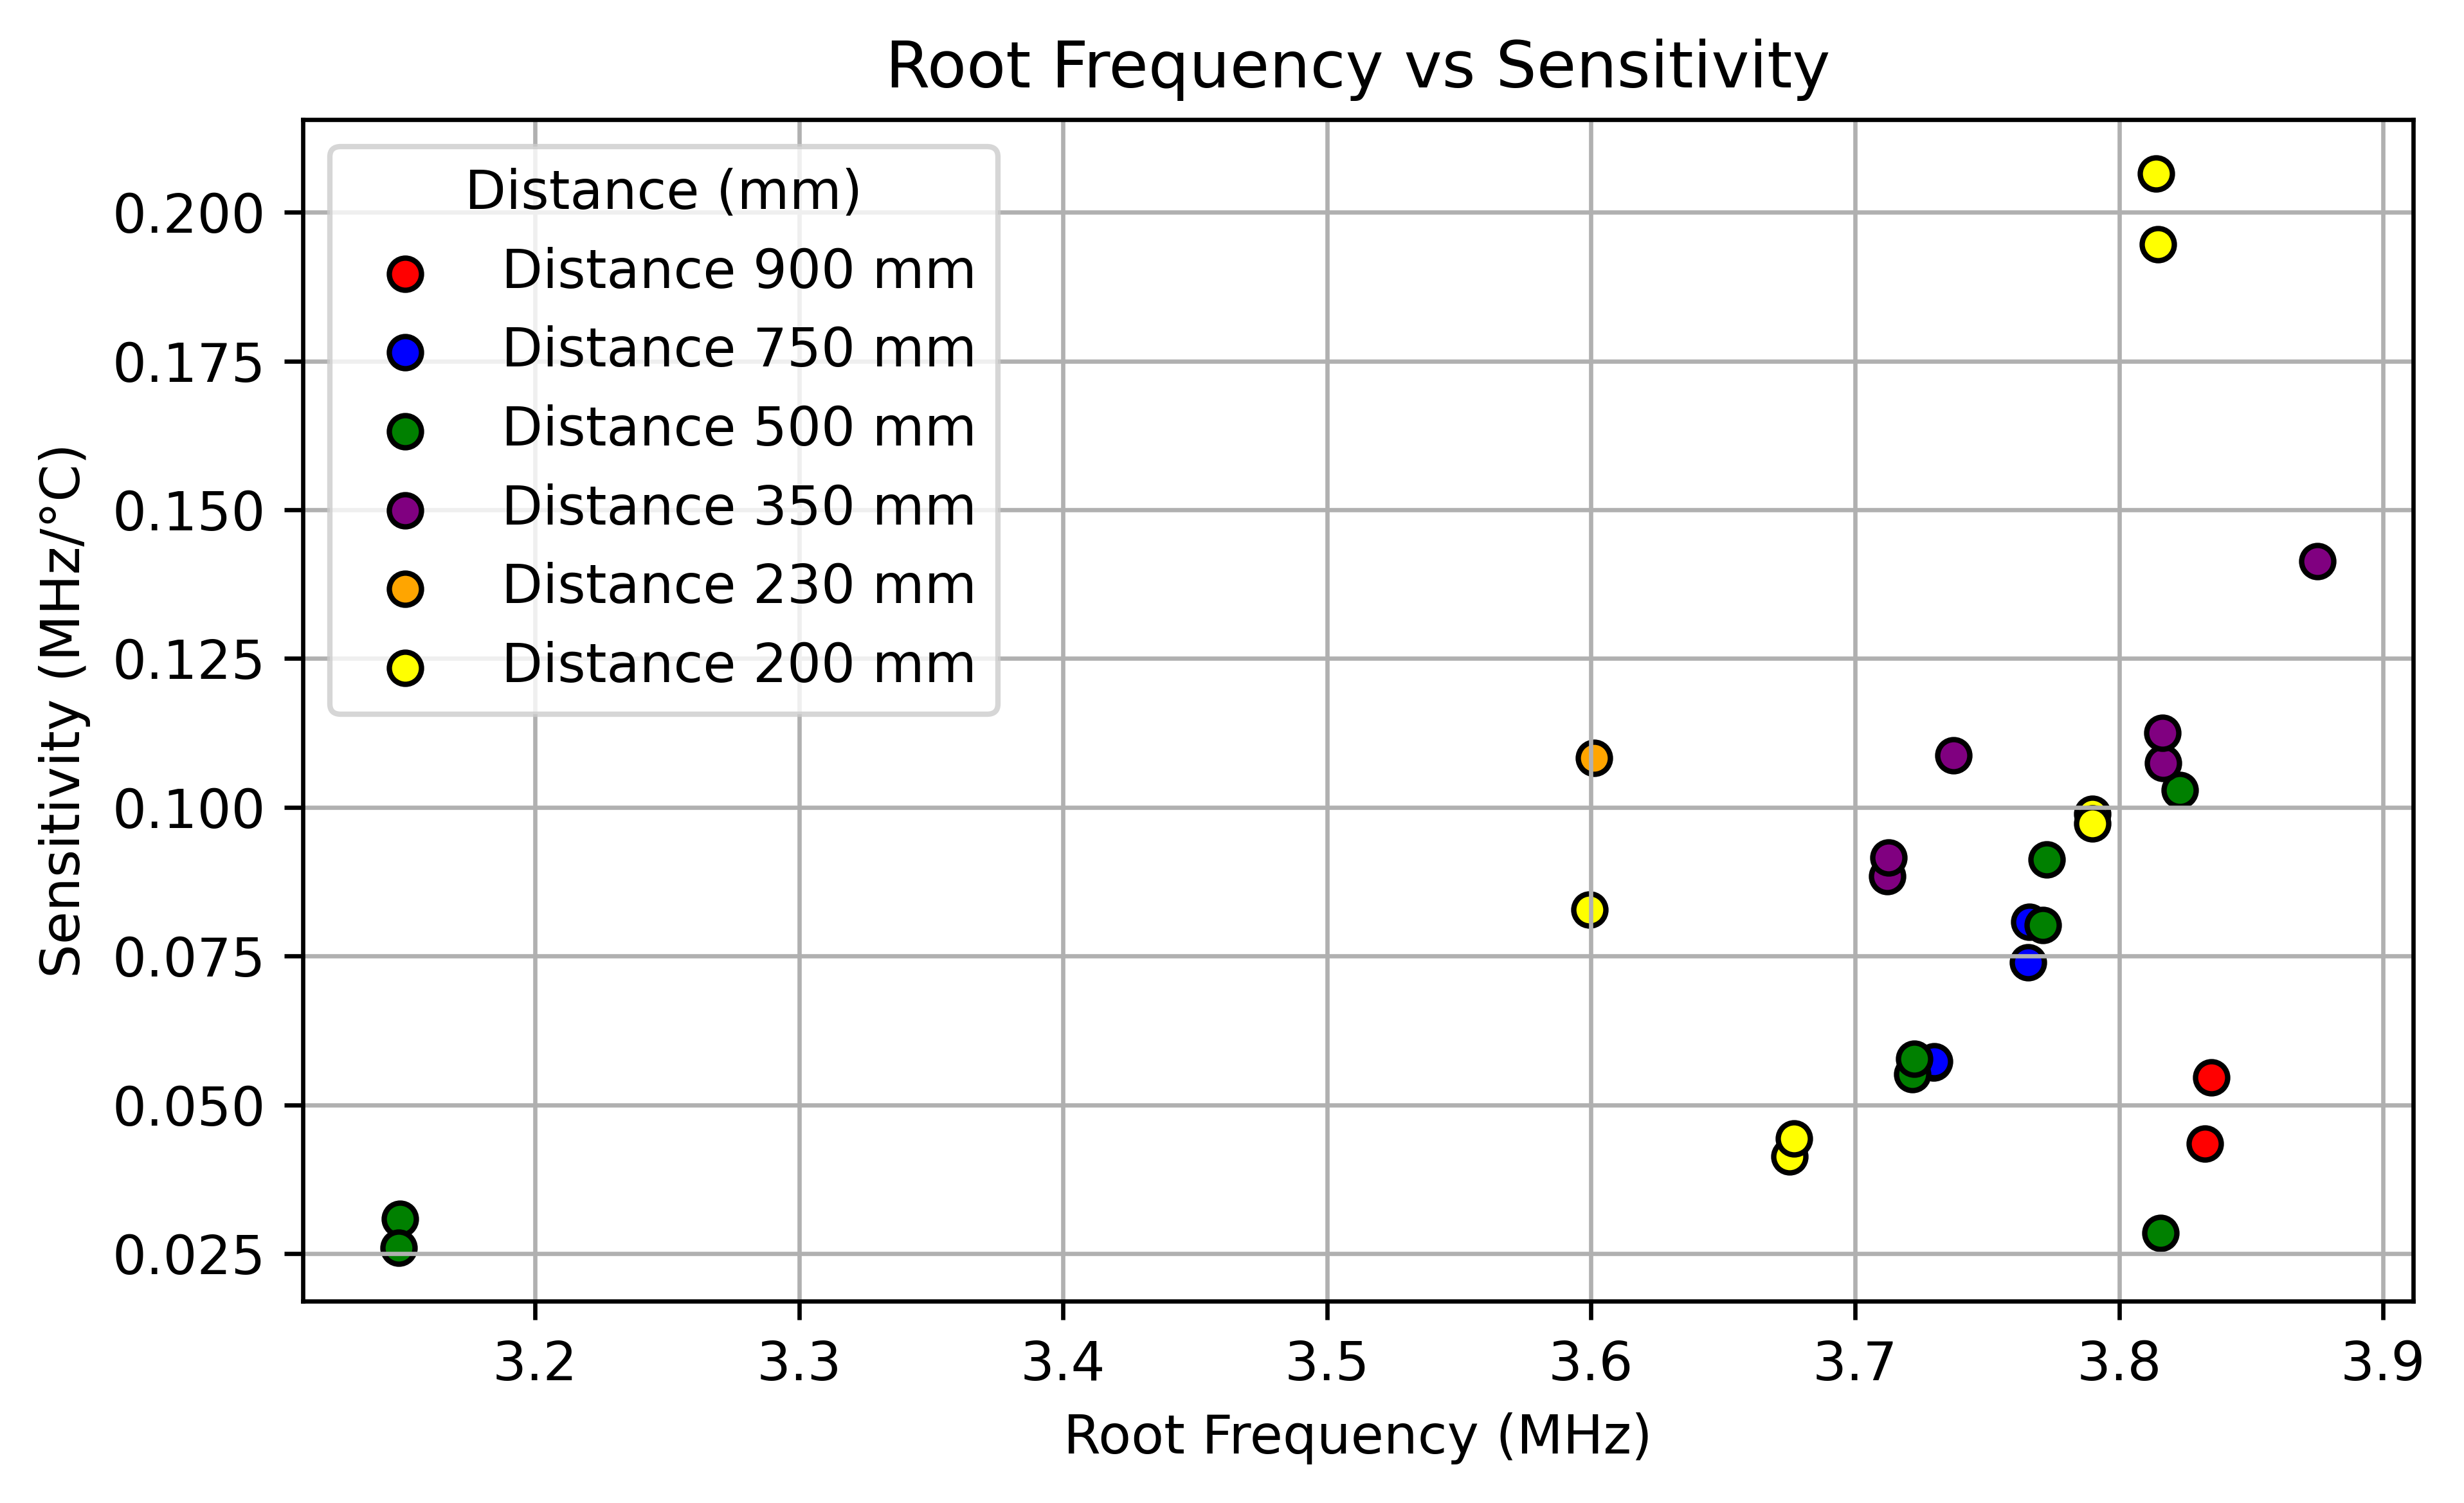 Root Frequency vs Sensitivity
Distance (mm)
Distance 900 mm
Distance 750 mm
Distance 500 mm
Distance 350 mm
Distance 230 mm
Distance 200 mm
Sensitivity (MHz/°C)
0.200
0.175
0.150
0.125
0.100
0.075
0.050
0.025
3.2 3.3 3.4 3.5 3.6 3.7 3.8 3.9
Root Frequency (MHz)